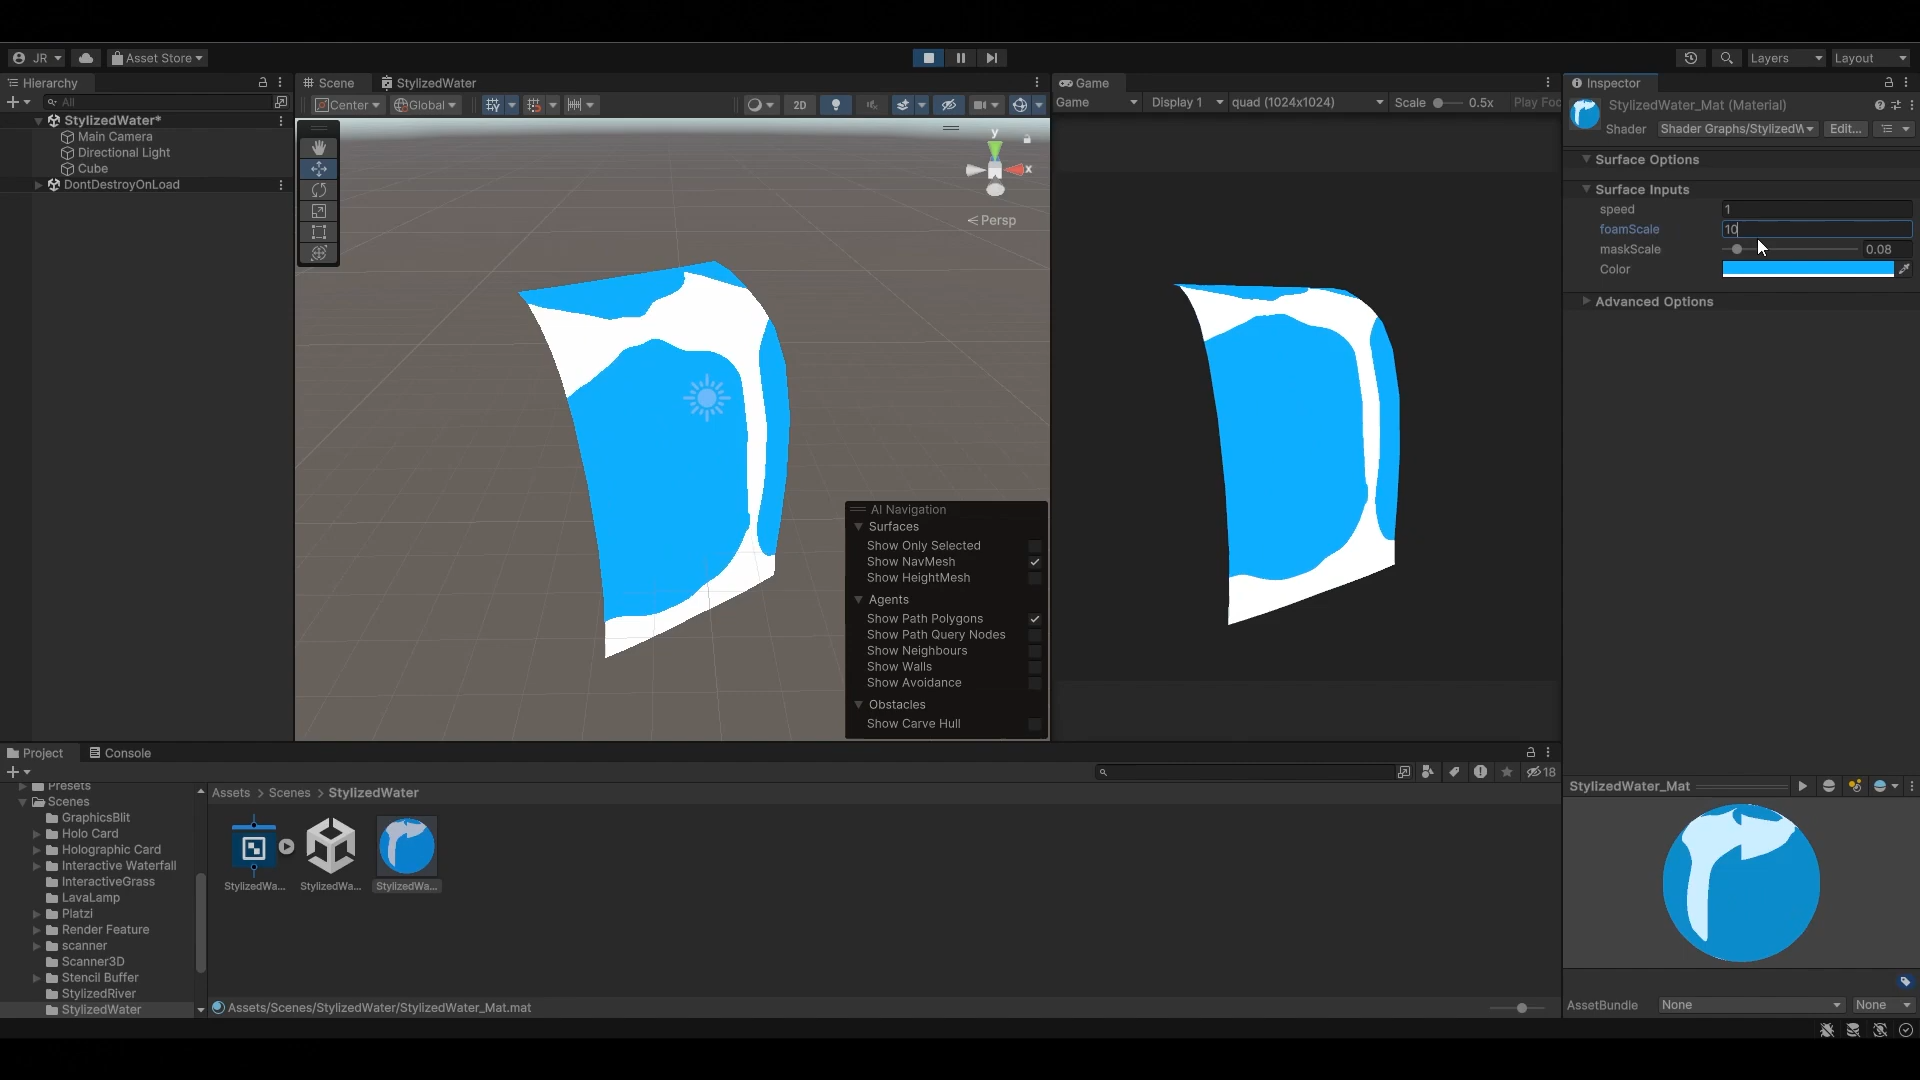 JR
Asset Store
Layers
Layout
Hierarchy
Scene
StylizedWater
Game
Inspector
All
Center
Global
2D
Game
Display 1
quad (1024x1024)
Scale
0.5x
Play Foc
StylizedWater_Mat (Material)
Shader
Shader Graphs/StylizedW
Edit...
StylizedWater*
Main Camera
Directional Light
Cube
DontDestroyOnLoad
y
x
Persp
Surface Options
Surface Inputs
speed
1
foamScale
10
maskScale
0.08
Color
Advanced Options
AI Navigation
Surfaces
Show Only Selected
Show NavMesh
Show HeightMesh
Agents
Show Path Polygons
Show Path Query Nodes
Show Neighbours
Show Walls
Show Avoidance
Obstacles
Show Carve Hull
Project
Console
18
Presets
Scenes
GraphicsBlit
Holo Card
Holographic Card
Interactive Waterfall
InteractiveGrass
LavaLamp
Platzi
Render Feature
scanner
Scanner3D
Stencil Buffer
StylizedRiver
StylizedWater
Assets > Scenes > StylizedWater
StylizedWa...
StylizedWa...
StylizedWa...
Assets/Scenes/StylizedWater/StylizedWater_Mat.mat
StylizedWater_Mat
AssetBundle
None
None